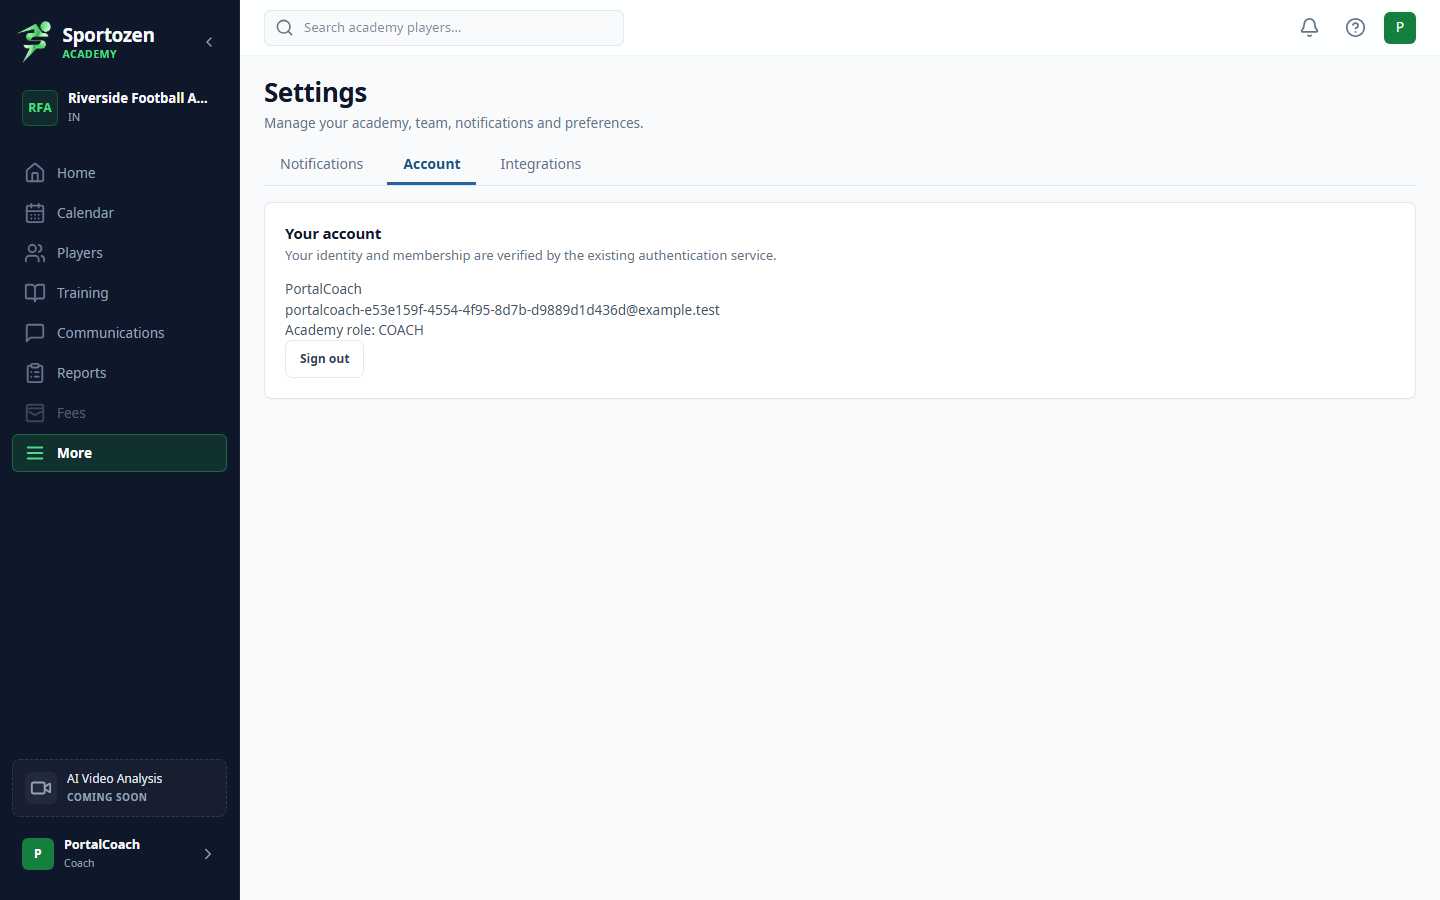 Sportozen
ACADEMY
RFA
Riverside Football A...
IN
Home
Calendar
Players
Training
Communications
Reports
Fees
More
AI Video Analysis
COMING SOON
P
PortalCoach
Coach
Search academy players...
P
Settings
Manage your academy, team, notifications and preferences.
Notifications
Account
Integrations
Your account
Your identity and membership are verified by the existing authentication service.
PortalCoach
portalcoach-e53e159f-4554-4f95-8d7b-d9889d1d436d@example.test
Academy role: COACH
Sign out